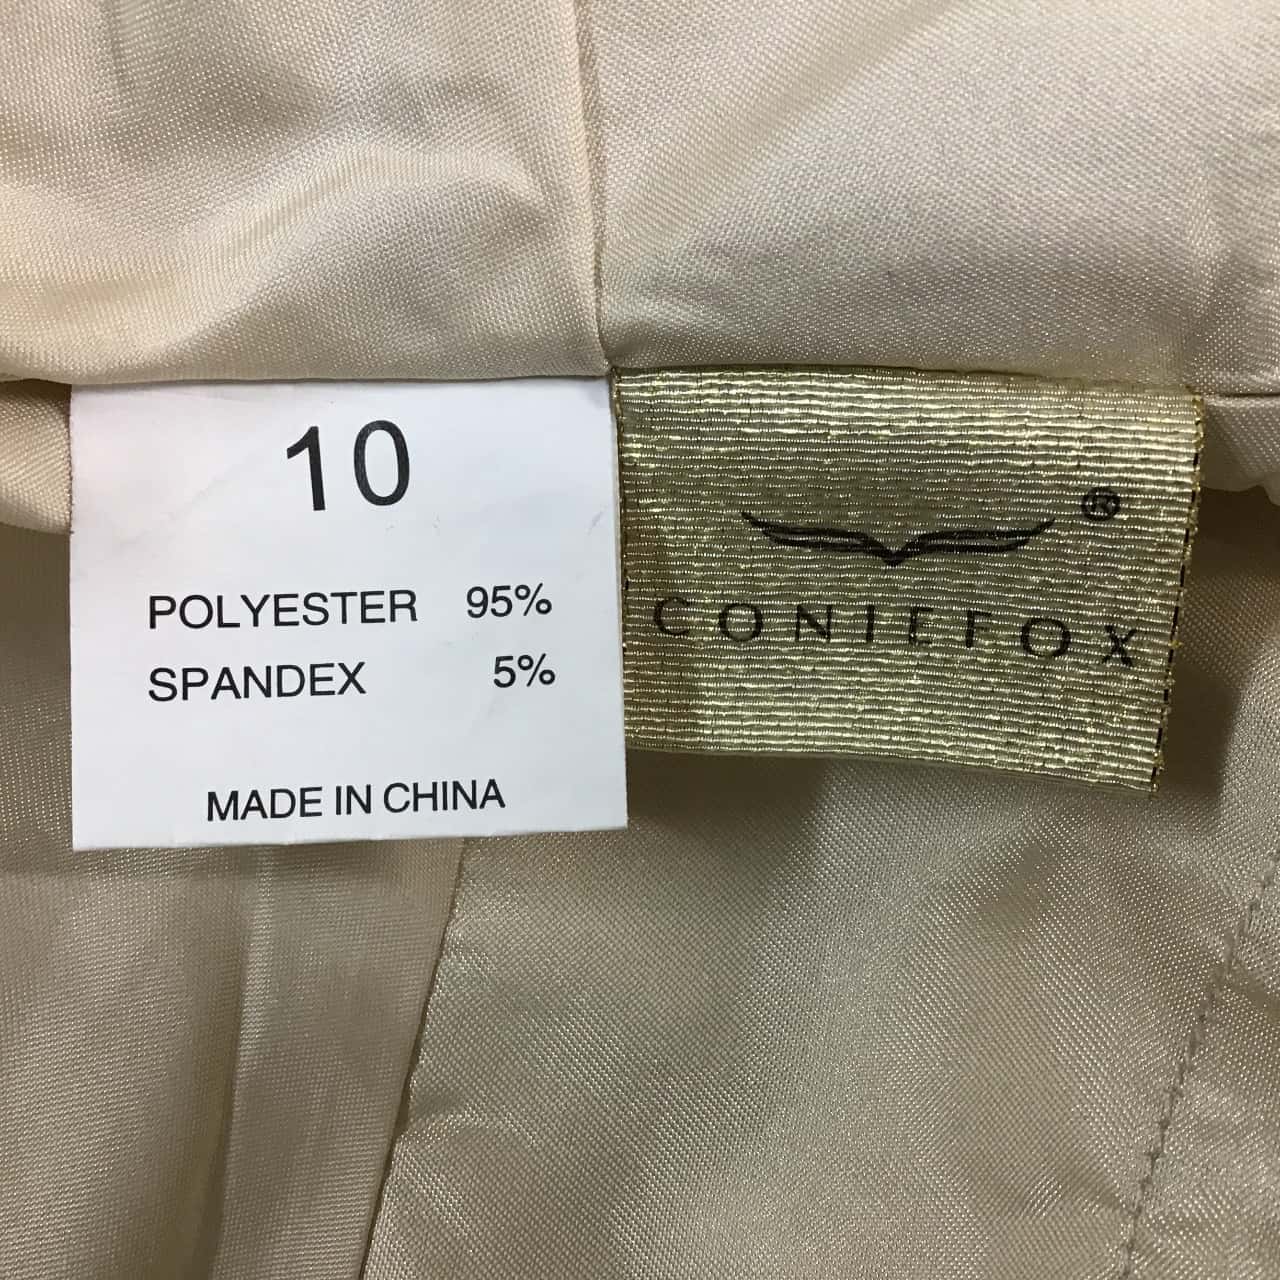 10
POLYESTER 95%
SPANDEX 5%
MADE IN CHINA
®
CONIEFOX